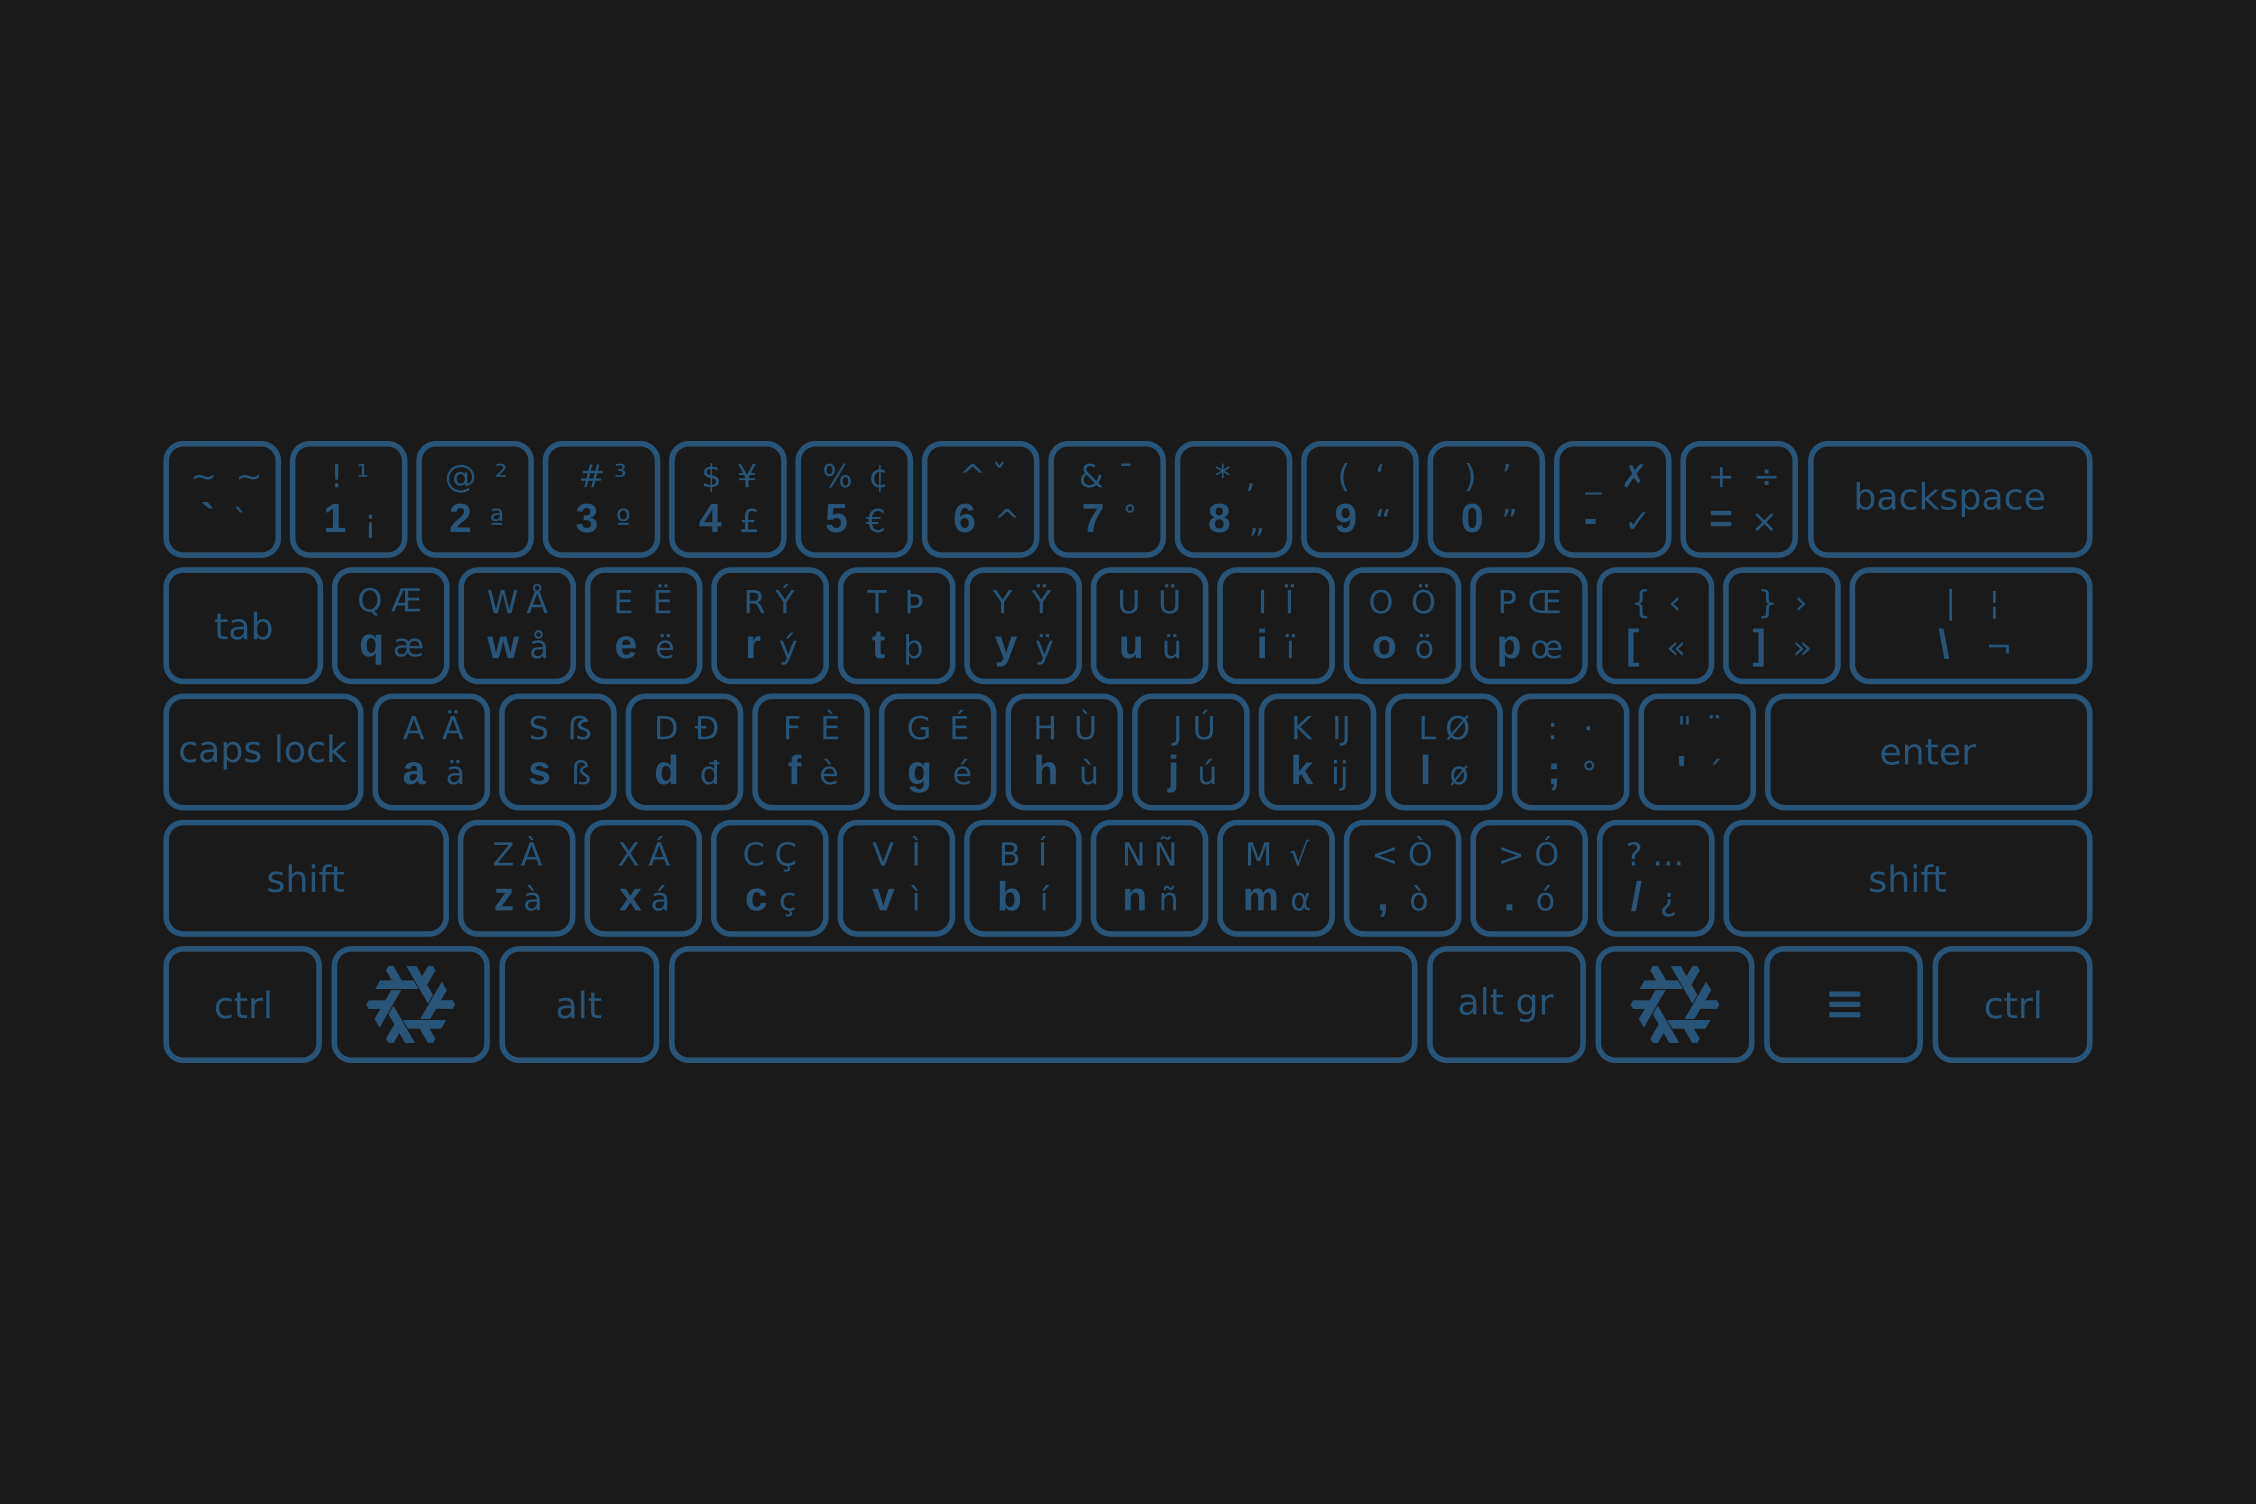 ~ ~ ! ¹ @ ² # ³ $ ¥ % ¢ ^ ˇ & ¯ * ‚ ( ‘ ) ’ _ ✗ + ÷ backspace
` ` 1 ¡ 2 ª 3 º 4 £ 5 € 6 ^ 7 ° 8 „ 9 “ 0 ” - ✓ = ×
tab Q Æ W Å E Ë R Ý T Þ Y Ÿ U Ü I Ï O Ö P Œ { ‹ } › | ¦
q æ w å e ë r ý t þ y ÿ u ü i ï o ö p œ [ « ] » \ ¬
caps lock A Ä S ẞ D Đ F È G É H Ù J Ú K Ĳ L Ø : · " ¨ enter
a ä s ß d đ f è g é h ù j ú k ĳ l ø ; ° ' ´
shift Z À X Á C Ç V Ì B Í N Ñ M √ < Ò > Ó ? … shift
z à x á c ç v ì b í n ñ m α , ò . ó / ¿
ctrl alt alt gr ≡ ctrl